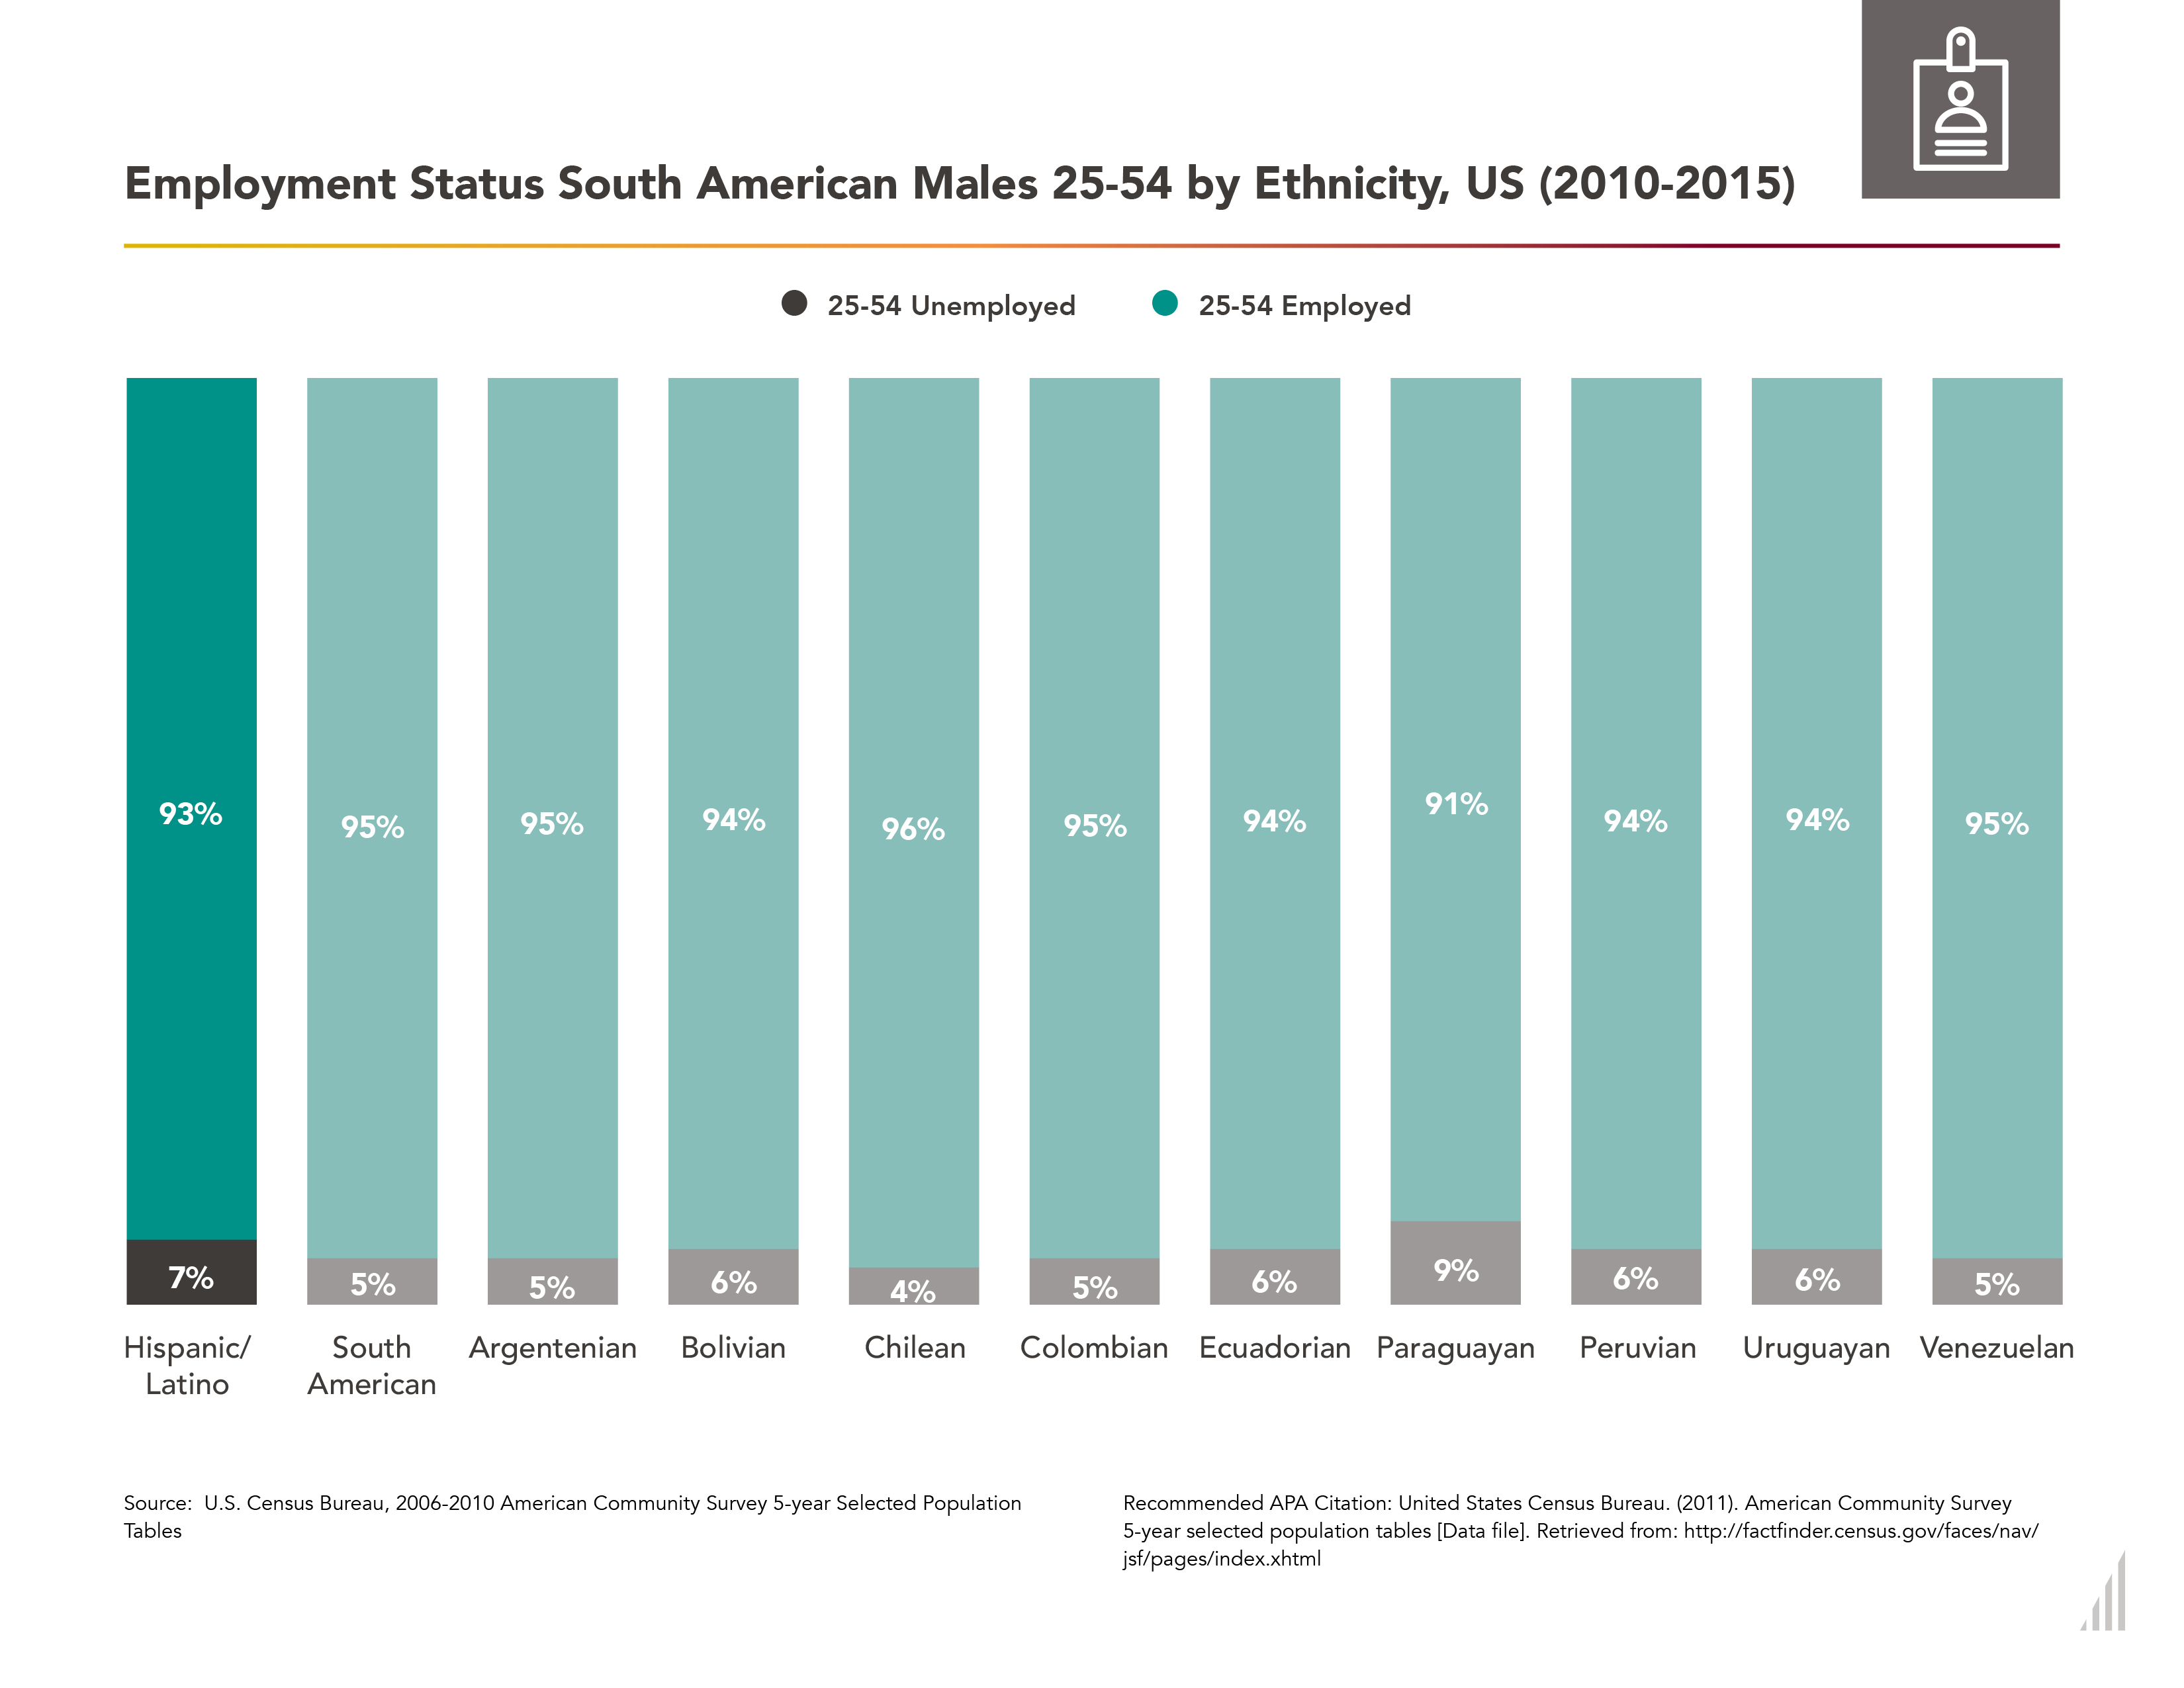 Employment Status South American Males 25-54 by Ethnicity, US (2010-2015)
25-54 Unemployed 25-54 Employed
93% 95% 95% 94% 96% 95% 94% 91% 94% 94% 95%
7% 5% 5% 6% 4% 5% 6% 9% 6% 6% 5%
Hispanic/ South Argentenian Bolivian Chilean Colombian Ecuadorian Paraguayan Peruvian Uruguayan Venezuelan
Latino American
Source:  U.S. Census Bureau, 2006-2010 American Community Survey 5-year Selected Population
Tables
Recommended APA Citation: United States Census Bureau. (2011). American Community Survey
5-year selected population tables [Data file]. Retrieved from: http://factfinder.census.gov/faces/nav/
jsf/pages/index.xhtml